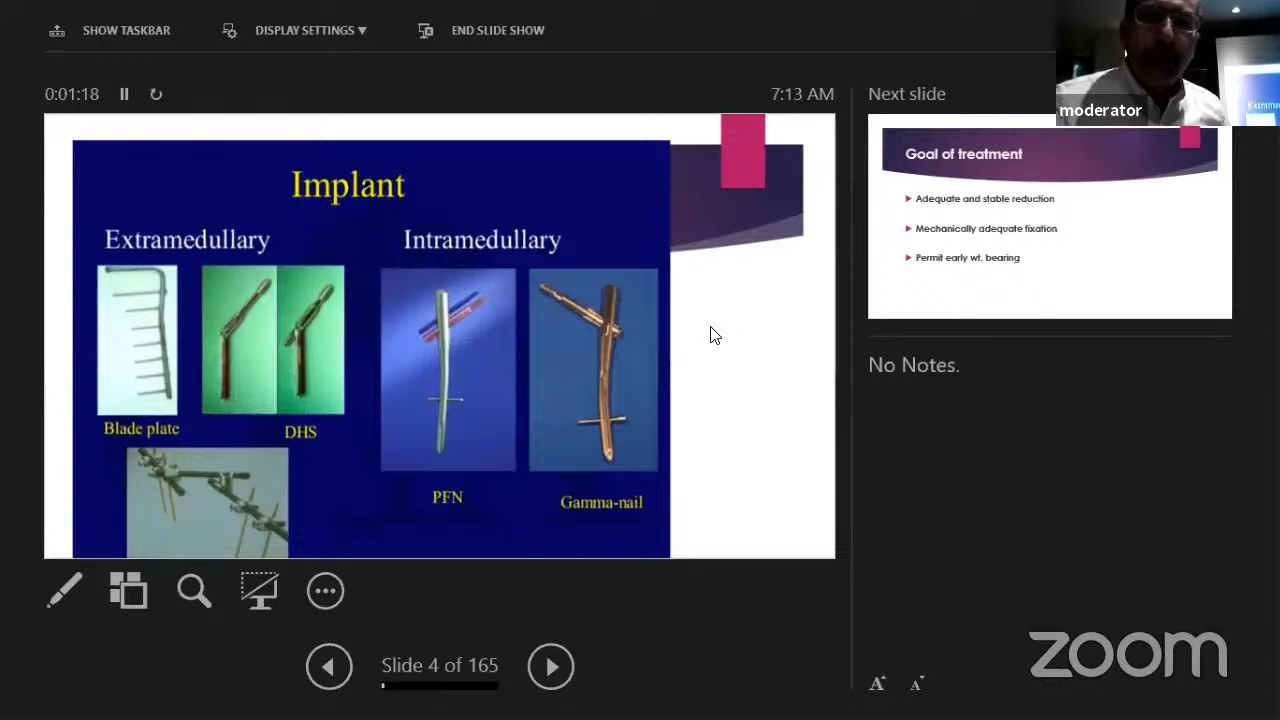 SHOW TASKBAR DISPLAY SETTINGS ▼ END SLIDE SHOW
0:01:18 7:13 AM
Next slide
moderator
Implant
Extramedullary Intramedullary
Blade plate DHS
PFN Gamma-nail
Goal of treatment
Adequate and stable reduction
Mechanically adequate fixation
Permit early wt. bearing
No Notes.
Slide 4 of 165
A A
zoom